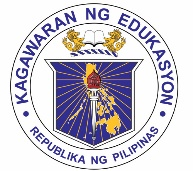 KAGAWARAN NG EDUKASYON
REPUBLIKA NG PILIPINAS